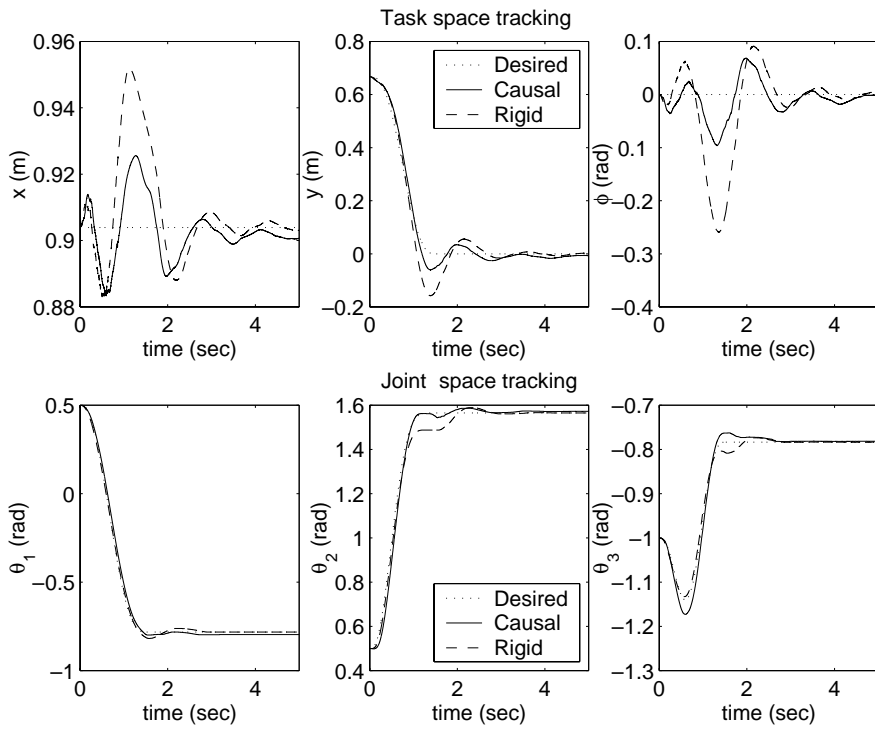 Task space tracking
0.96
0.94
0.92
0.9
0.88
x (m)
0 2 4
time (sec)
0.8
0.6
0.4
0.2
0
−0.2
y (m)
0 2 4
time (sec)
Desired
Causal
Rigid
0.1
0
0.1
−0.2
−0.3
−0.4
ϕ (rad)
0 2 4
time (sec)
Joint space tracking
0.5
0
−0.5
−1
θ_1 (rad)
0 2 4
time (sec)
1.6
1.4
1.2
1
0.8
0.6
0.4
θ_2 (rad)
0 2 4
time (sec)
Desired
Causal
Rigid
−0.7
−0.8
−0.9
−1
−1.1
−1.2
−1.3
θ_3 (rad)
0 2 4
time (sec)